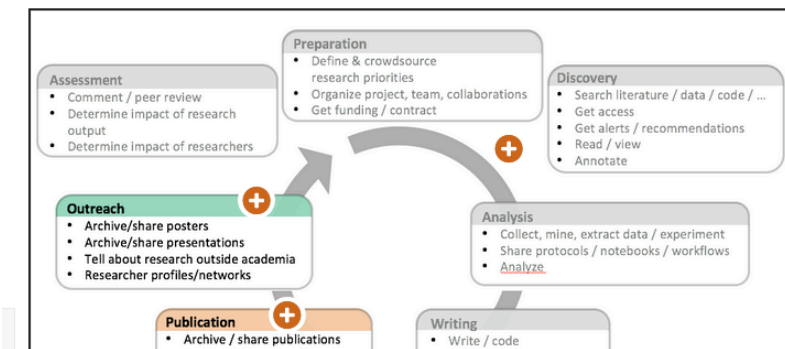 Preparation
• Define & crowdsource
research priorities
• Organize project, team, collaborations
• Get funding / contract
Assessment
• Comment / peer review
• Determine impact of research
output
• Determine impact of researchers
Discovery
• Search literature / data / code / ...
• Get access
• Get alerts / recommendations
• Read / view
• Annotate
Outreach
• Archive/share posters
• Archive/share presentations
• Tell about research outside academia
• Researcher profiles/networks
Analysis
• Collect, mine, extract data / experiment
• Share protocols / notebooks / workflows
• Analyze
Publication
• Archive / share publications
Writing
• Write / code